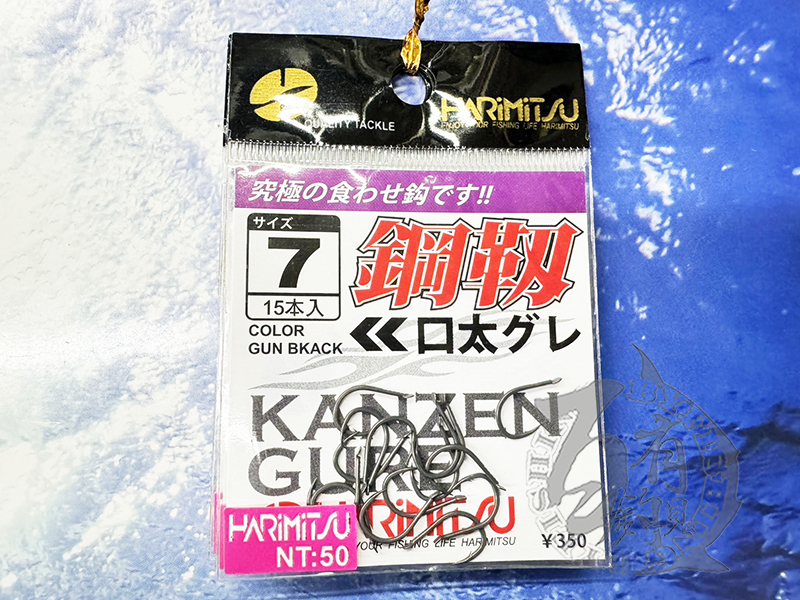 HARiMiTSU
QUALITY TACKLE
ENJOY YOUR FISHING LIFE HARIMITSU
究極の食わせ鈎です!!
サイズ
7
15本入
COLOR
GUN BKACK
鋼靱
口太グレ
KANZEN
GURE
HARiMiTSU
YOUR FISHING LIFE HARIMITSU
¥350
HARiMiTSU
NT:50